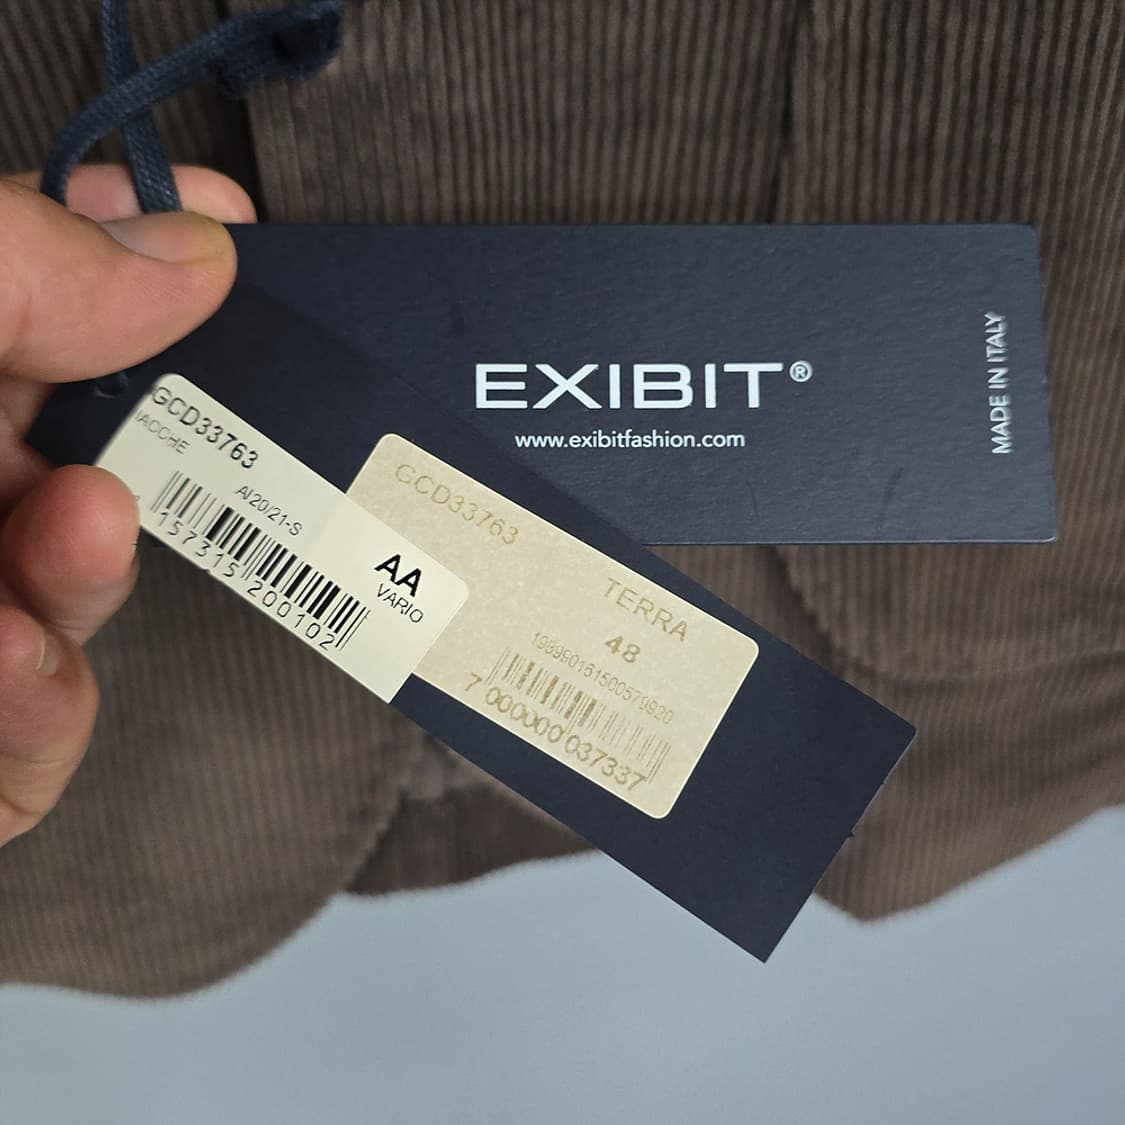 EXIBIT®
www.exibitfashion.com
MADE IN ITALY
GCD33763
IACCHE
A/20/21-S
AA
VARIO
157315 200102
GCD33763
TERRA
48
198990161500579920
7 000000 037337